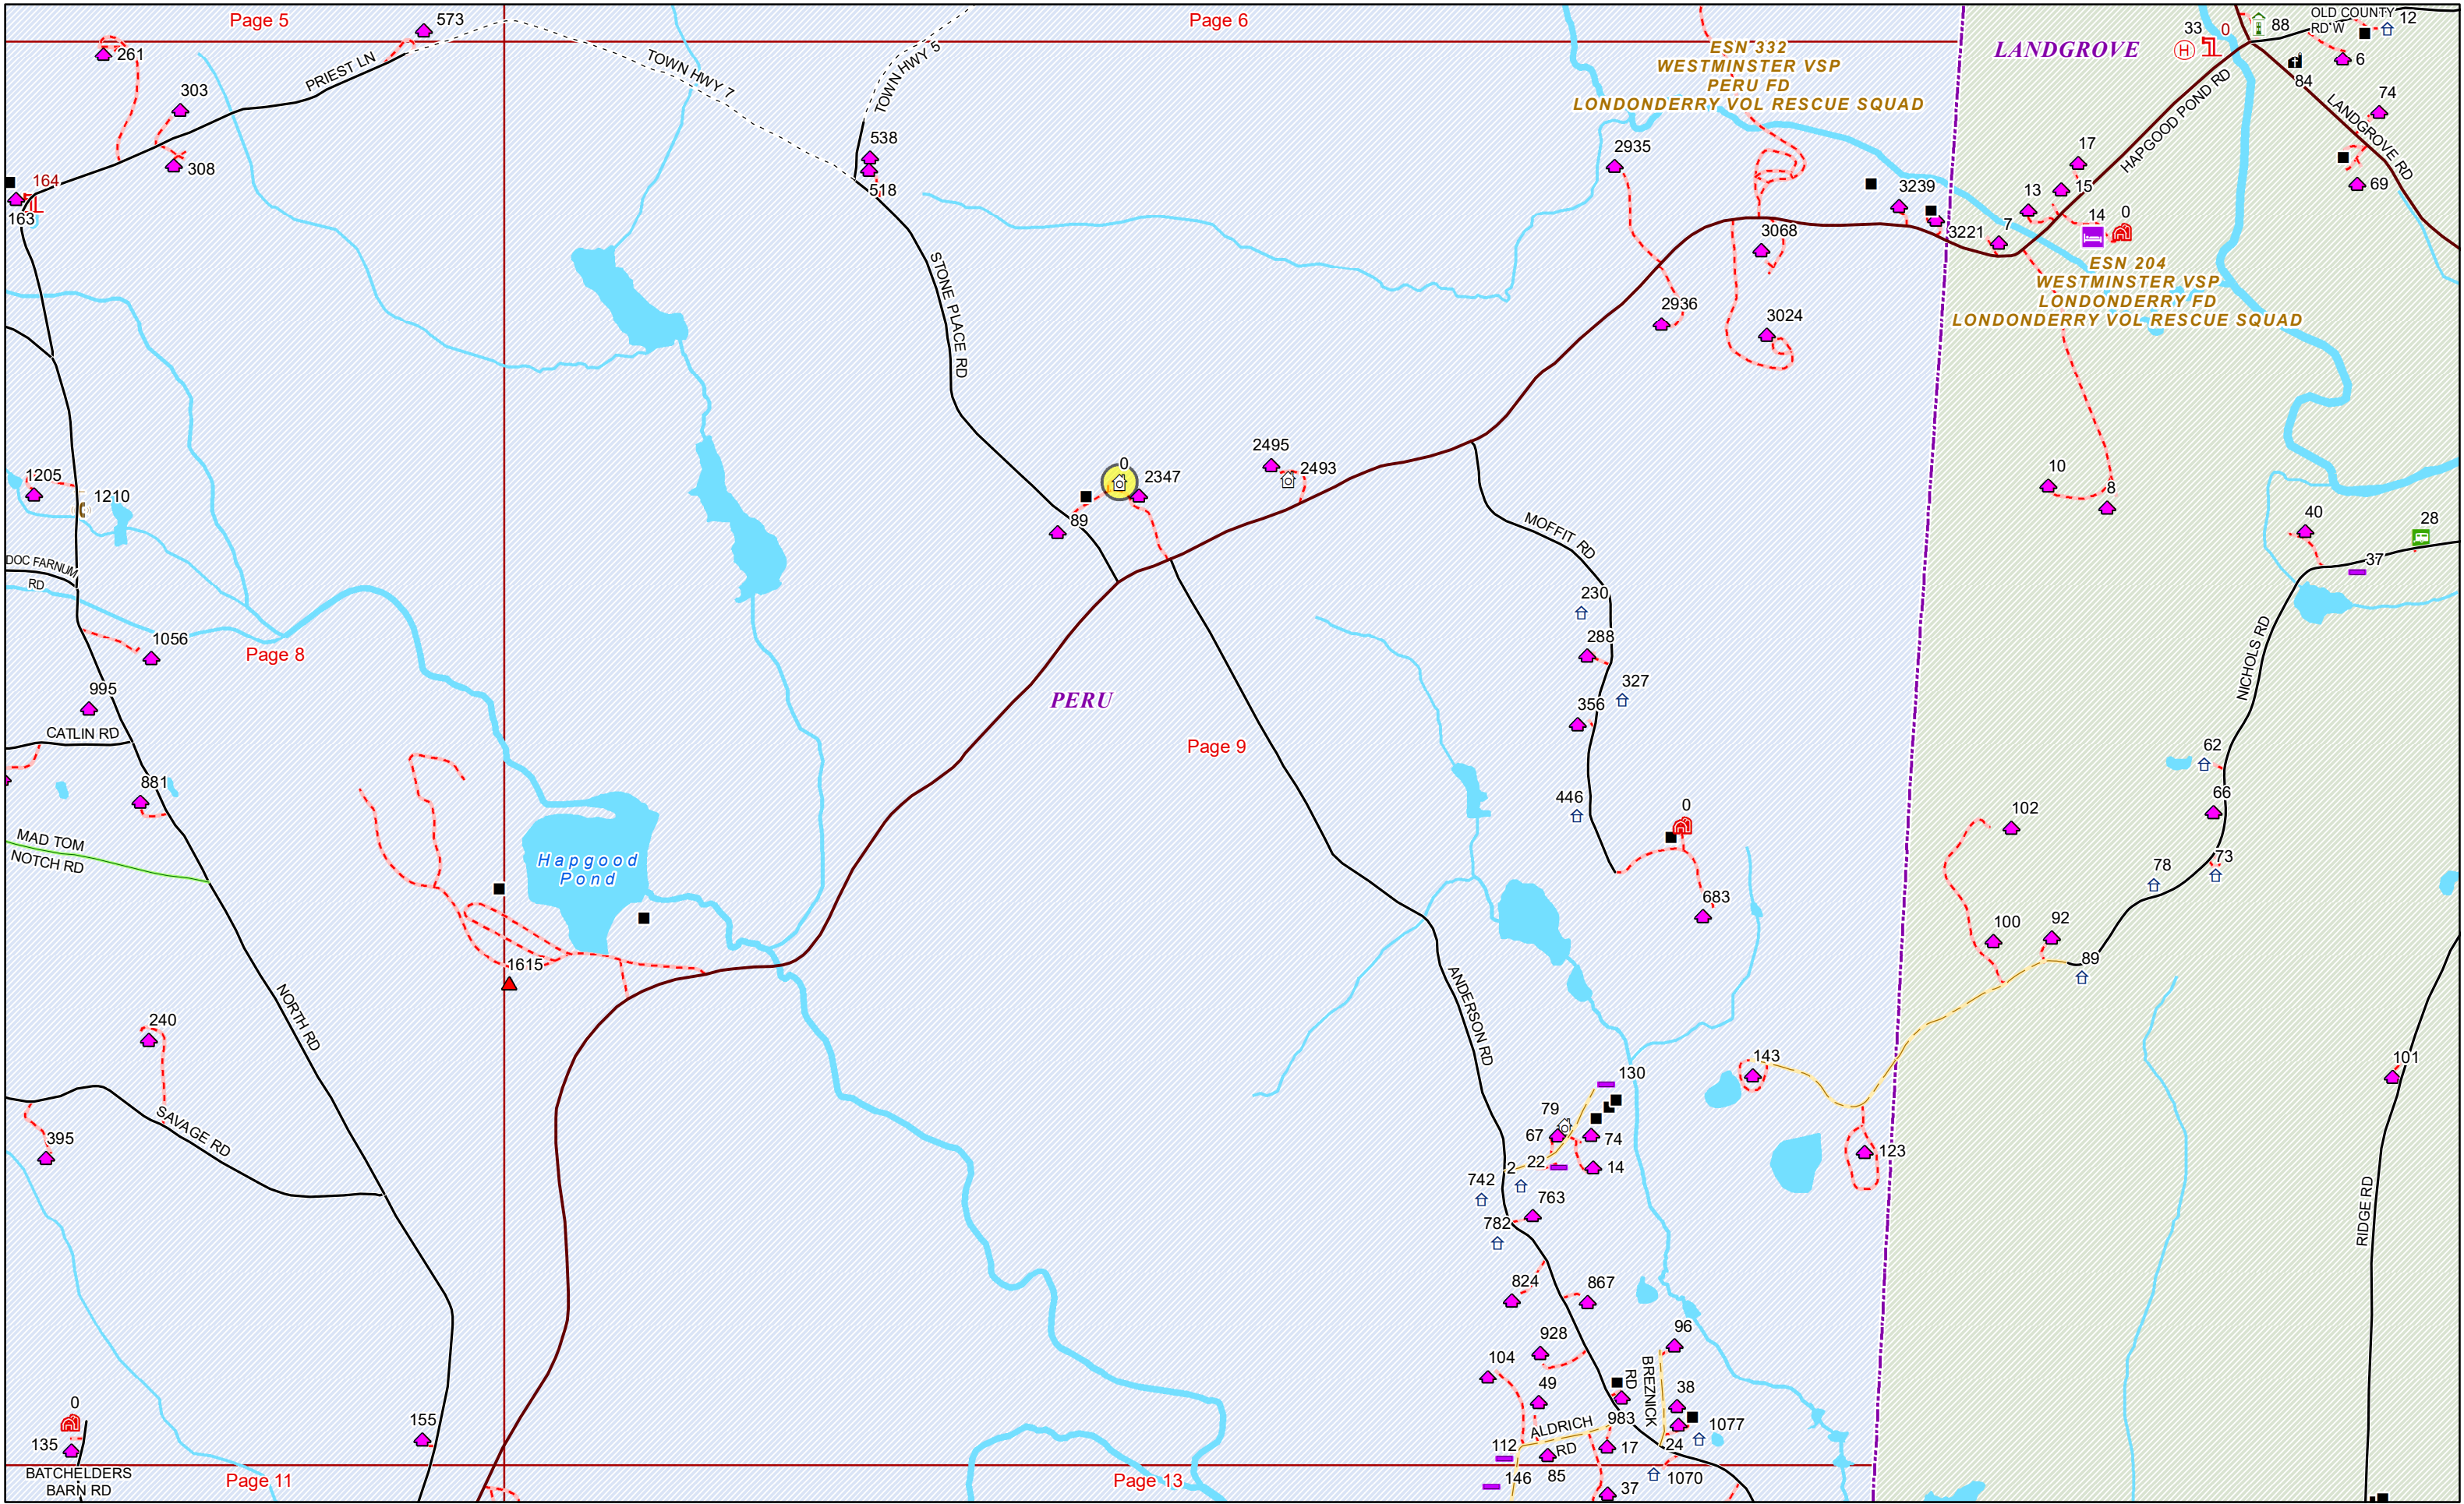 Page 5
573
Page 6
OLD COUNTY
RD W
12
33
0
88
261
PRIEST LN
TOWN HWY 7
TOWN HWY 5
ESN 332
WESTMINSTER VSP
PERU FD
LONDONDERRY VOL RESCUE SQUAD
LANDGROVE
6
84
303
74
HAPGOOD POND RD
LANDGROVE RD
308
538
518
2935
17
164
163
3239
13
15
69
14
0
3068
3221
7
ESN 204
WESTMINSTER VSP
LONDONDERRY FD
LONDONDERRY VOL RESCUE SQUAD
STONE PLACE RD
2936
3024
2495
2493
0
2347
1205
1210
10
8
89
40
28
MOFFIT RD
37
DOC FARNUM
RD
230
288
1056
Page 8
NICHOLS RD
327
995
356
PERU
CATLIN RD
Page 9
62
881
446
0
66
102
MAD TOM
NOTCH RD
Hapgood
Pond
73
78
683
100
92
89
1615
NORTH RD
ANDERSON RD
240
143
101
130
79
SAVAGE RD
395
67
74
123
2
22
14
742
763
782
RIDGE RD
824
867
96
928
104
BREZNICK
RD
49
38
0
155
983
1077
135
ALDRICH
RD
112
17
24
BATCHELDERS
BARN RD
Page 11
Page 13
146
85
37
1070